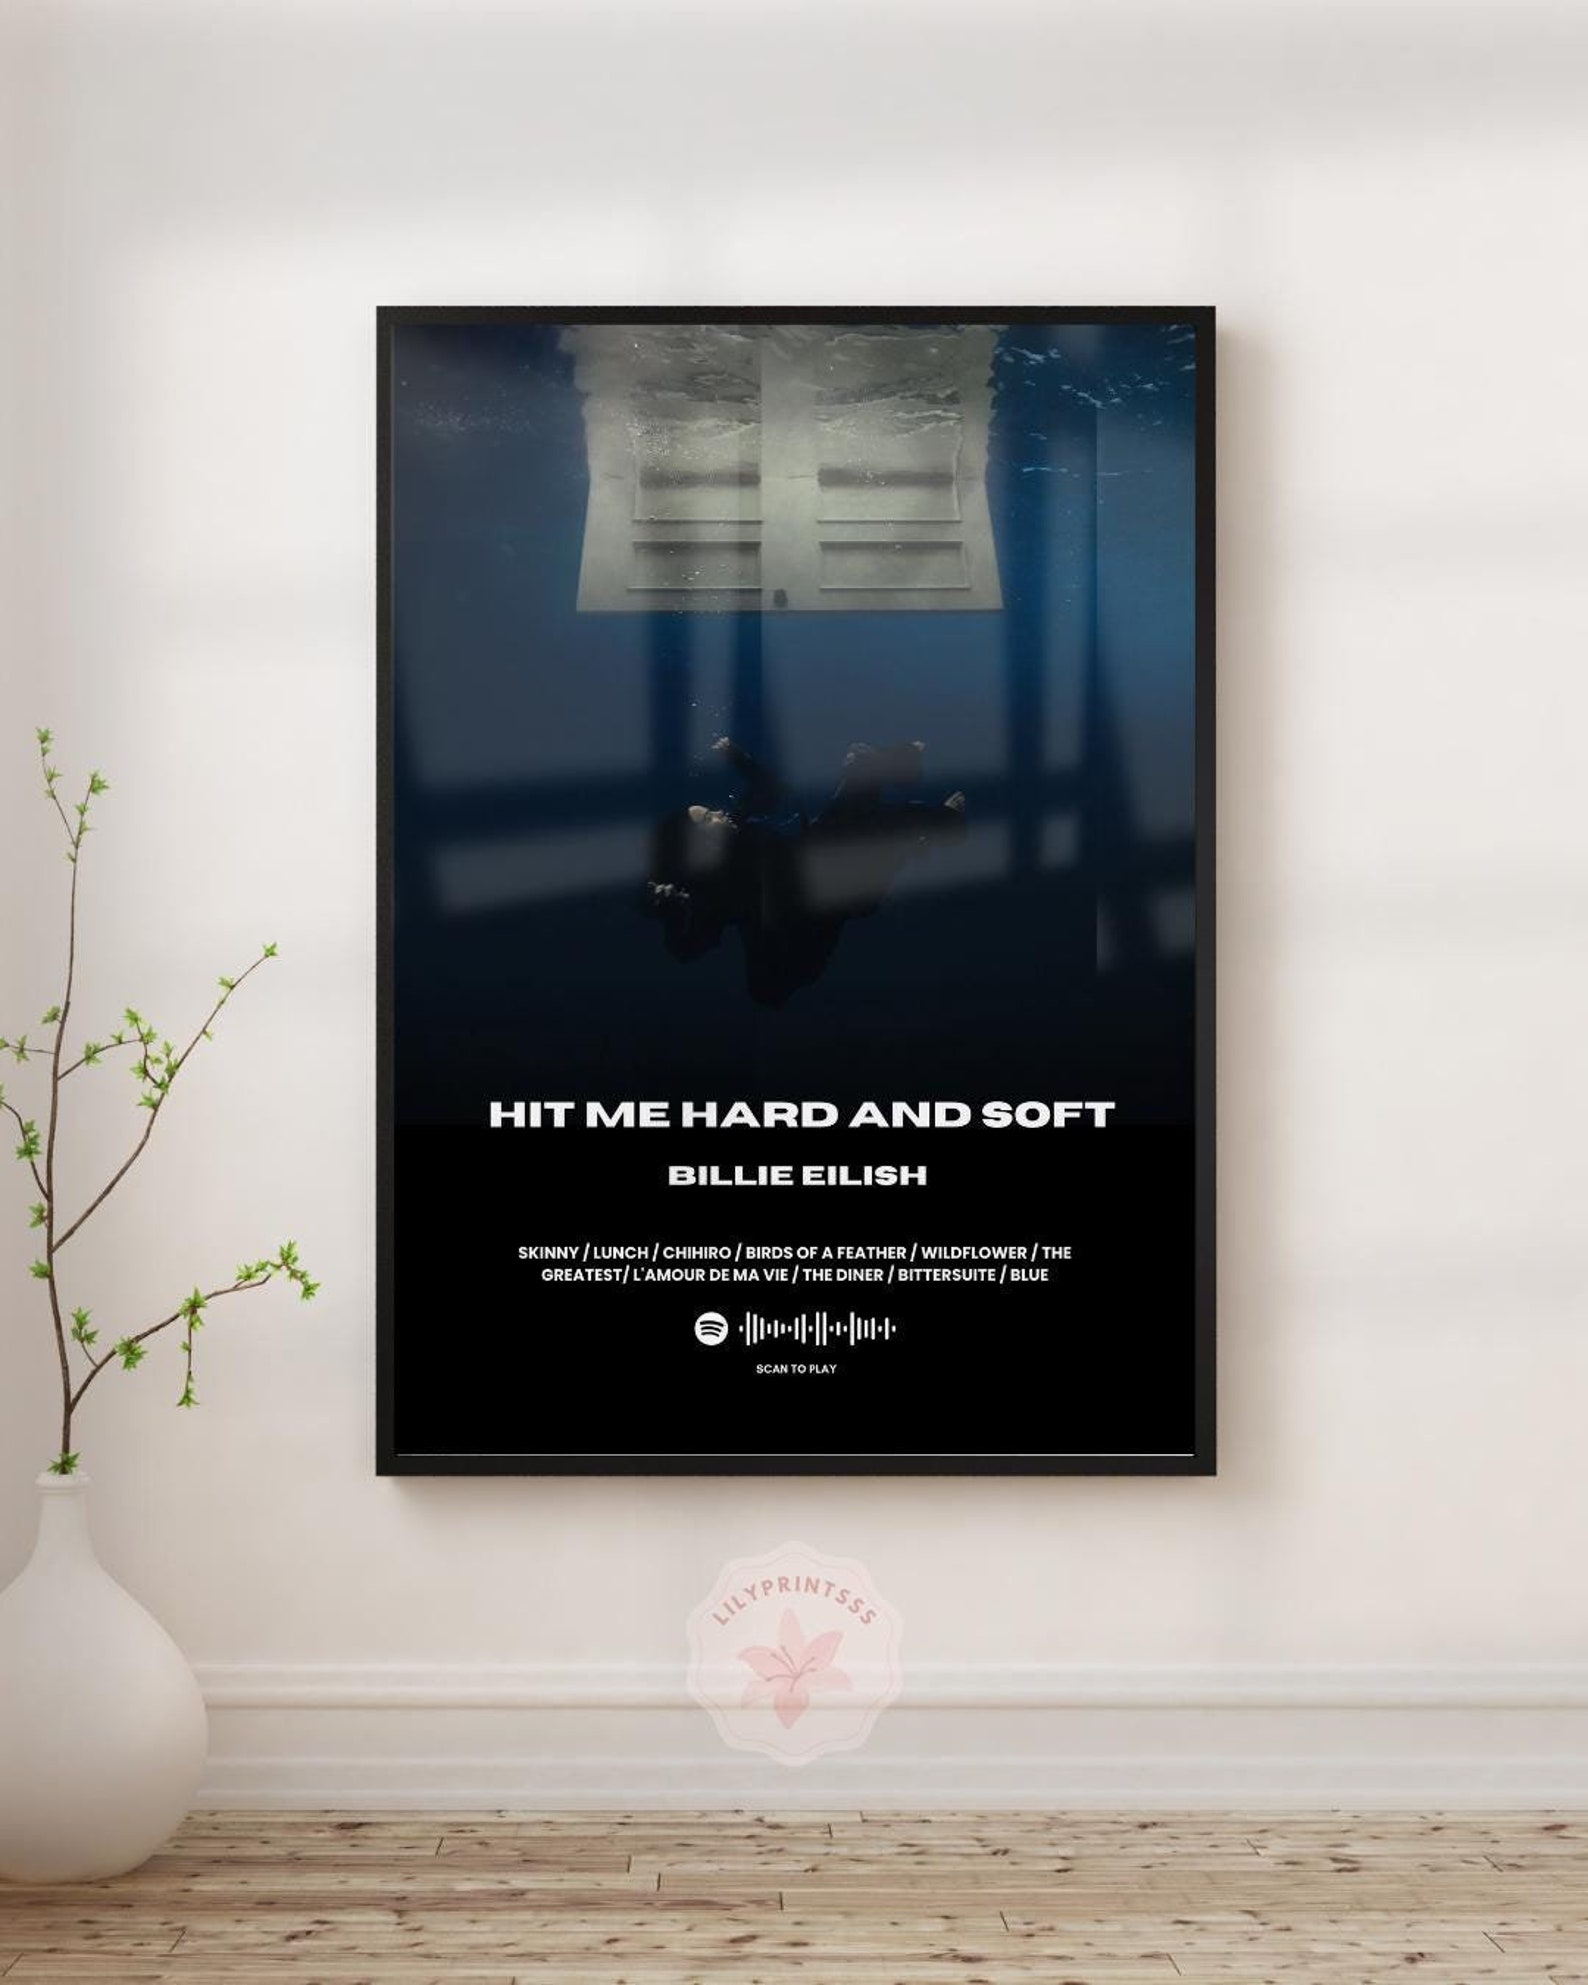 HIT ME HARD AND SOFT
BILLIE EILISH
SKINNY / LUNCH / CHIHIRO / BIRDS OF A FEATHER / WILDFLOWER / THE
GREATEST/ L'AMOUR DE MA VIE / THE DINER / BITTERSUITE / BLUE
SCAN TO PLAY
LILYPRINTSSS